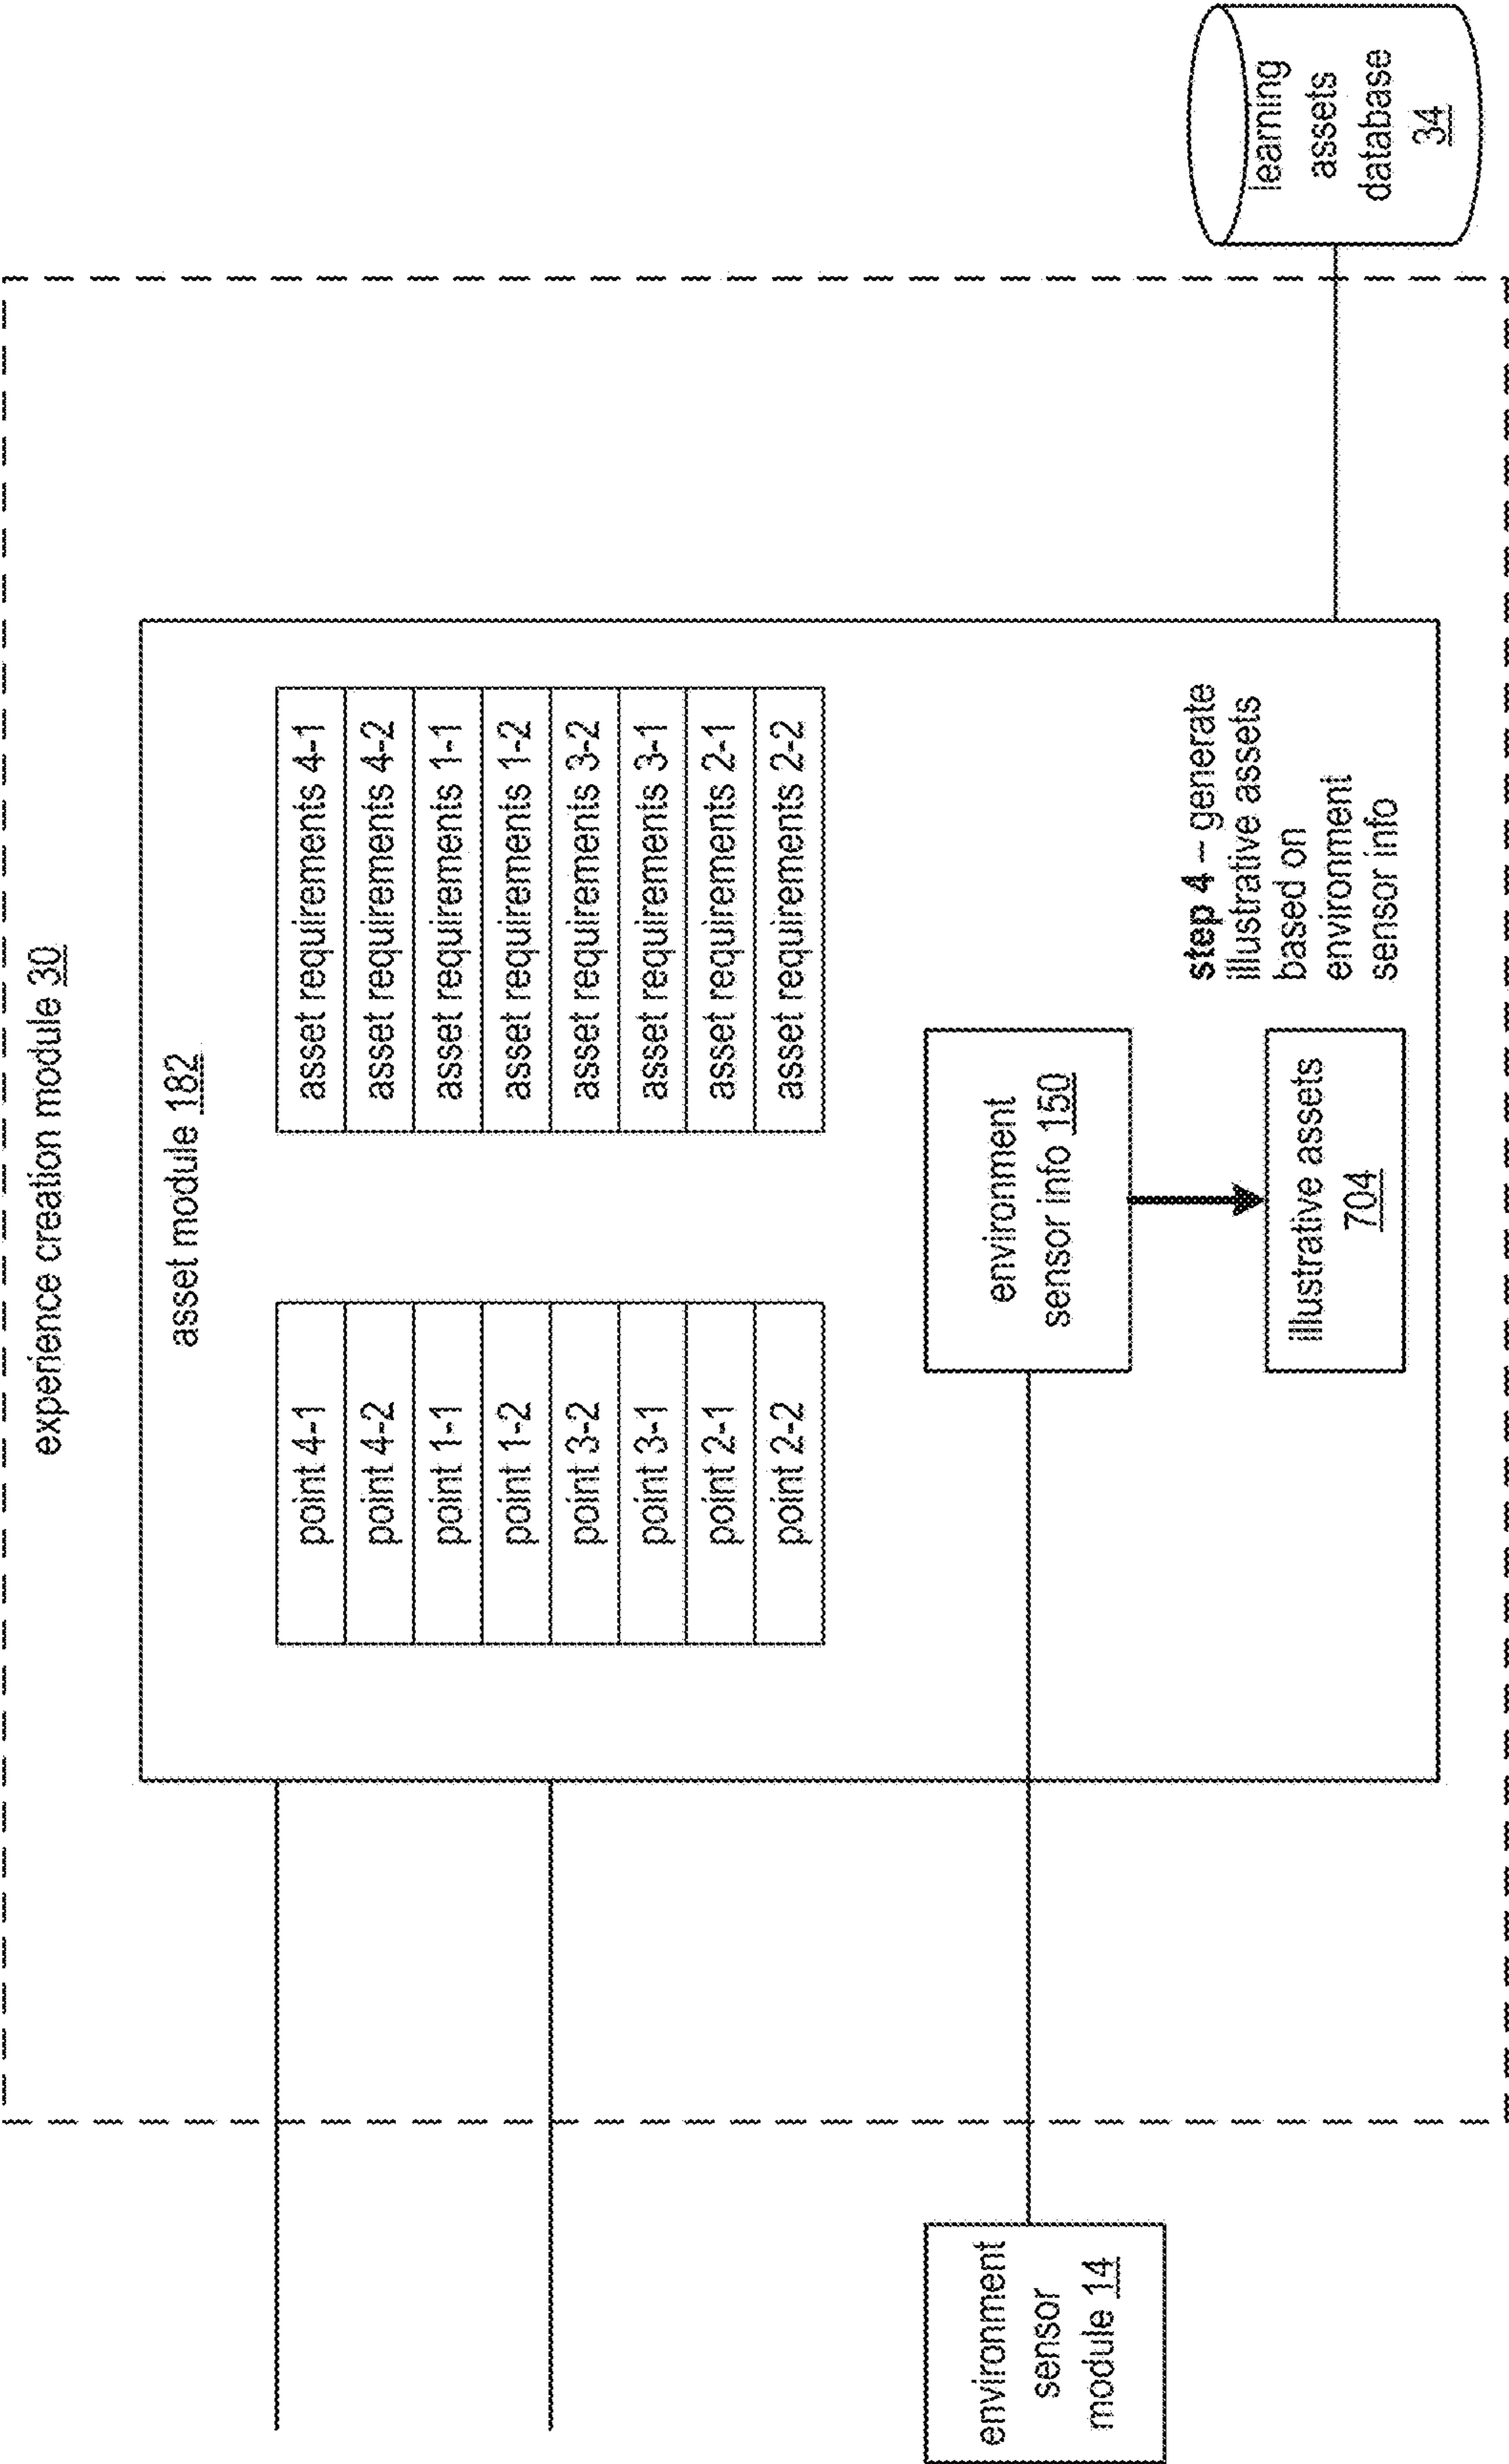 experience creation module 30
asset module 182
point 4-1
point 4-2
point 1-1
point 1-2
point 3-2
point 3-1
point 2-1
point 2-2
asset requirements 4-1
asset requirements 4-2
asset requirements 1-1
asset requirements 1-2
asset requirements 3-2
asset requirements 3-1
asset requirements 2-1
asset requirements 2-2
environment
sensor
module 14
environment
sensor info 150
illustrative assets
704
step 4 – generate
illustrative assets
based on
environment
sensor info
learning
assets
database
34